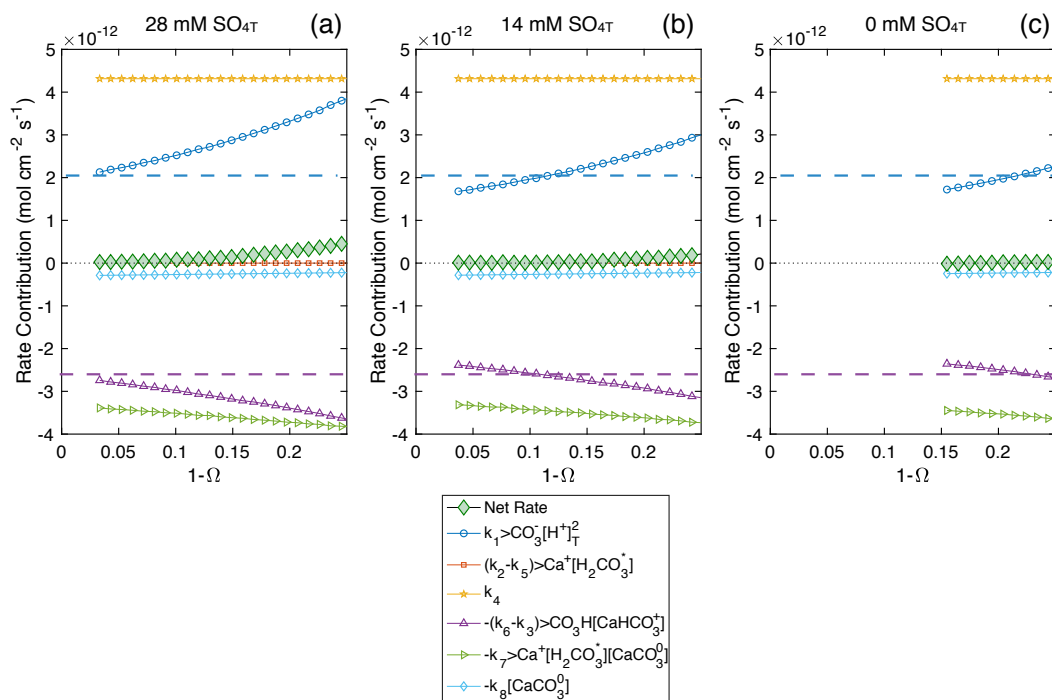 28 mM SO₄T (a)
14 mM SO₄T (b)
0 mM SO₄T (c)
×10⁻¹²
×10⁻¹²
×10⁻¹²
Rate Contribution (mol cm⁻² s⁻¹)
5
4
3
2
1
0
-1
-2
-3
-4
0 0.05 0.1 0.15 0.2
1-Ω
Rate Contribution (mol cm⁻² s⁻¹)
5
4
3
2
1
0
-1
-2
-3
-4
0 0.05 0.1 0.15 0.2
1-Ω
Rate Contribution (mol cm⁻² s⁻¹)
5
4
3
2
1
0
-1
-2
-3
-4
0 0.05 0.1 0.15 0.2
1-Ω
Net Rate
k₁>CO₃⁻[H⁺]²T
(k₂-k₅)>Ca⁺[H₂CO₃*]
k₄
-(k₆-k₃)>CO₃H[CaHCO₃⁺]
-k₇>Ca⁺[H₂CO₃*][CaCO₃⁰]
-k₈[CaCO₃⁰]